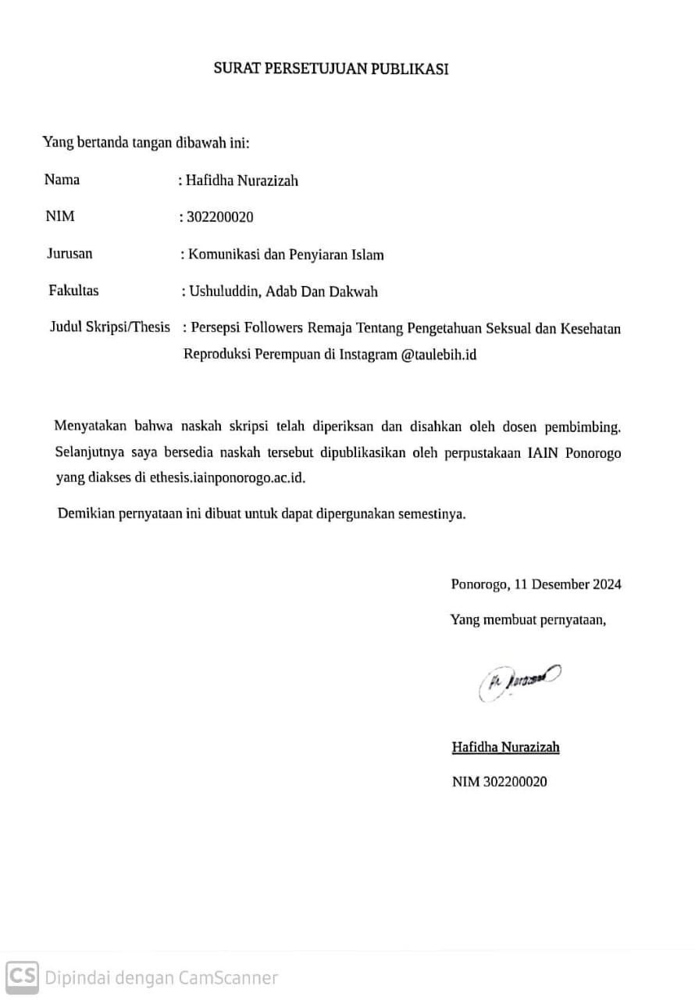 SURAT PERSETUJUAN PUBLIKASI
Yang bertanda tangan dibawah ini:
Nama : Hafidha Nurazizah
NIM : 302200020
Jurusan : Komunikasi dan Penyiaran Islam
Fakultas : Ushuluddin, Adab Dan Dakwah
Judul Skripsi/Thesis : Persepsi Followers Remaja Tentang Pengetahuan Seksual dan Kesehatan
Reproduksi Perempuan di Instagram @taulebih.id
Menyatakan bahwa naskah skripsi telah diperiksan dan disahkan oleh dosen pembimbing.
Selanjutnya saya bersedia naskah tersebut dipublikasikan oleh perpustakaan IAIN Ponorogo
yang diakses di ethesis.iainponorogo.ac.id.
Demikian pernyataan ini dibuat untuk dapat dipergunakan semestinya.
Ponorogo, 11 Desember 2024
Yang membuat pernyataan,
Hafidha Nurazizah
NIM 302200020
CS Dipindai dengan CamScanner